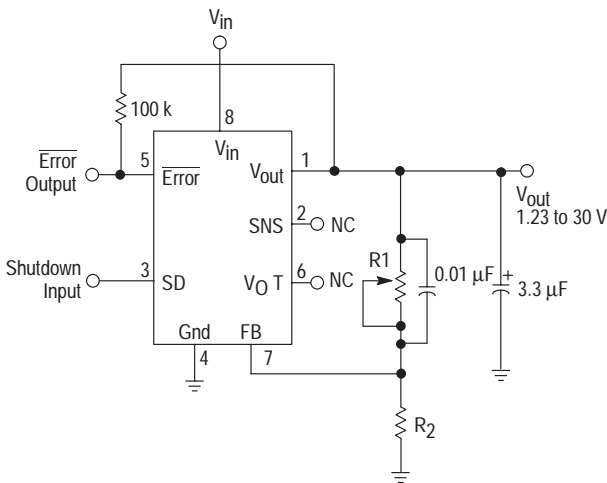 Vin
100 k
8
Vin
Error
Output
5
Error
Vout
1
Vout
1.23 to 30 V
SNS
2
NC
Shutdown
Input
3
SD
VO T
6
NC
R1
0.01 µF
+
3.3 µF
Gnd
FB
4
7
R2